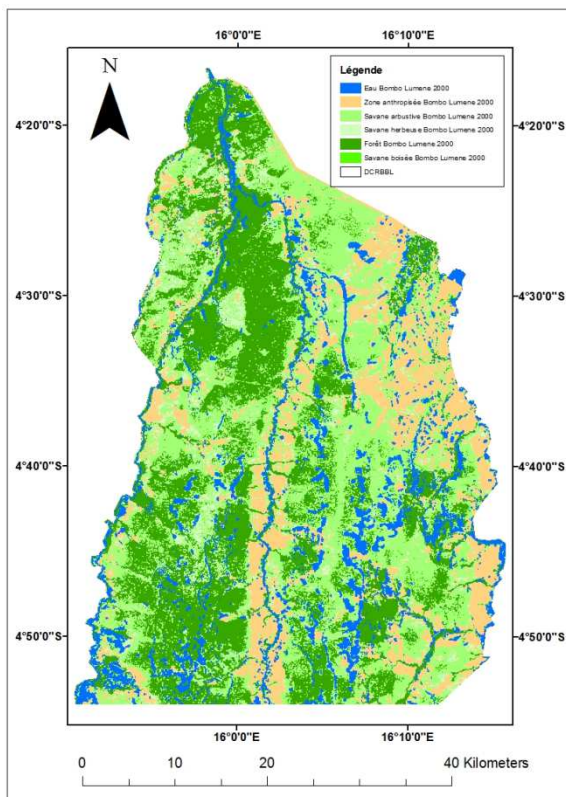 16°0'0"E 16°10'0"E
N
Légende
Eau Bombo Lumene 2000
Zone anthropisée Bombo Lumene 2000
Savane arbustive Bombo Lumene 2000
Savane herbeuse Bombo Lumene 2000
Forêt Bombo Lumene 2000
Savane boisée Bombo Lumene 2000
DCRBBL
4°20'0"S 4°20'0"S
4°30'0"S 4°30'0"S
4°40'0"S 4°40'0"S
4°50'0"S 4°50'0"S
16°0'0"E 16°10'0"E
0 10 20 40 Kilometers